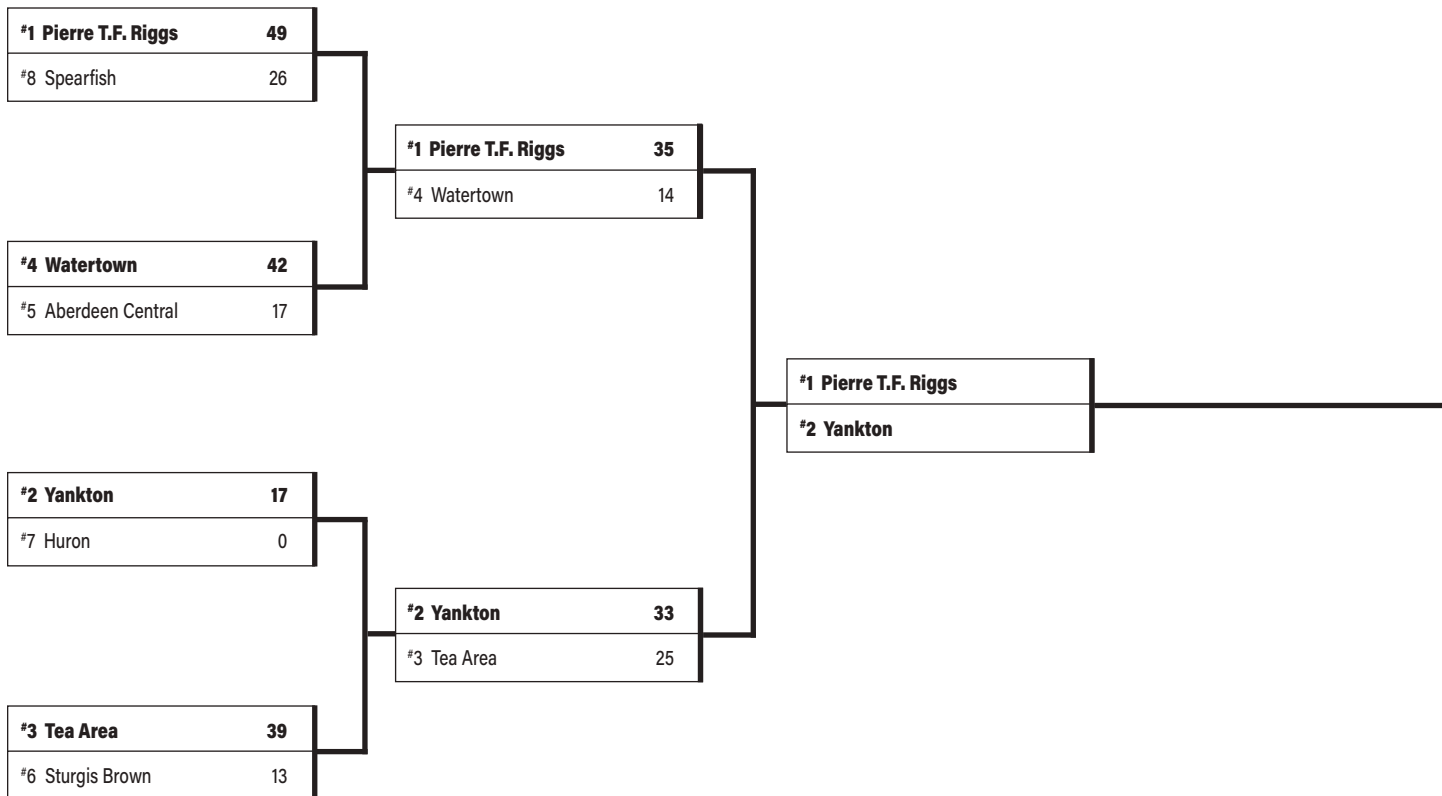 #1 Pierre T.F. Riggs 49
#8 Spearfish 26
#4 Watertown 42
#5 Aberdeen Central 17
#2 Yankton 17
#7 Huron 0
#3 Tea Area 39
#6 Sturgis Brown 13
#1 Pierre T.F. Riggs 35
#4 Watertown 14
#2 Yankton 33
#3 Tea Area 25
#1 Pierre T.F. Riggs
#2 Yankton